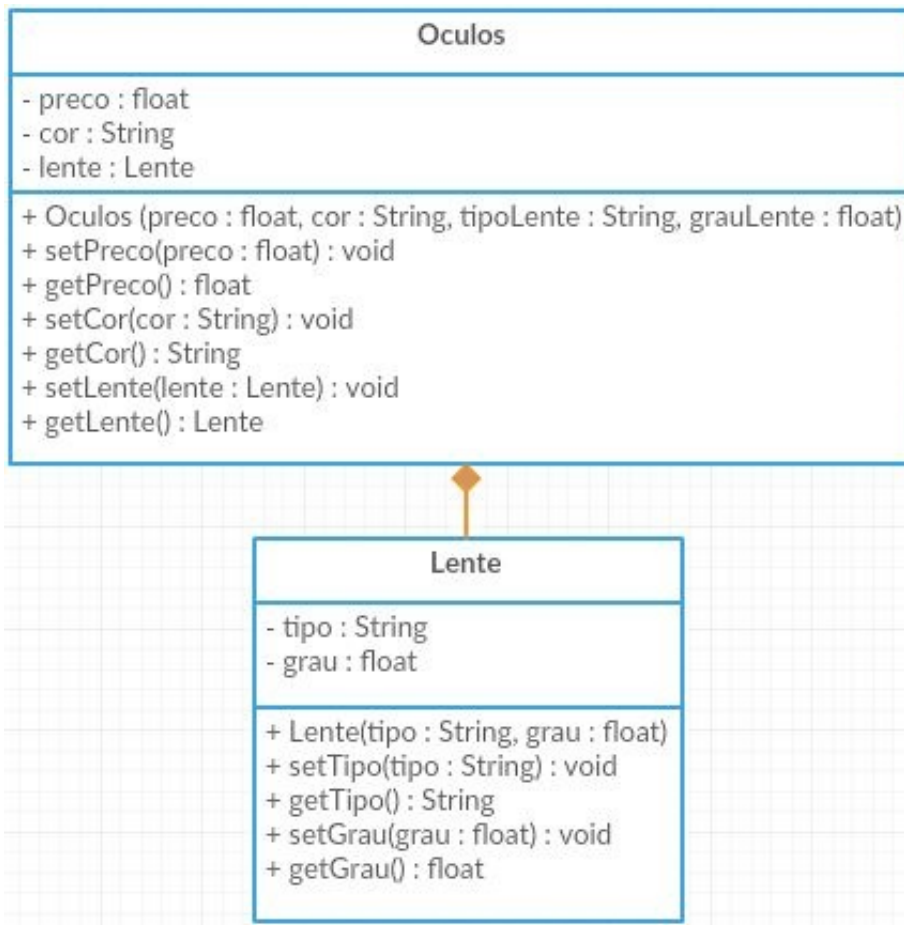 Oculos
- preco : float
- cor : String
- lente : Lente
+ Oculos (preco : float, cor : String, tipoLente : String, grauLente : float)
+ setPreco(preco : float) : void
+ getPreco() : float
+ setCor(cor : String) : void
+ getCor() : String
+ setLente(lente : Lente) : void
+ getLente() : Lente
Lente
- tipo : String
- grau : float
+ Lente(tipo : String, grau : float)
+ setTipo(tipo : String) : void
+ getTipo() : String
+ setGrau(grau : float) : void
+ getGrau() : float